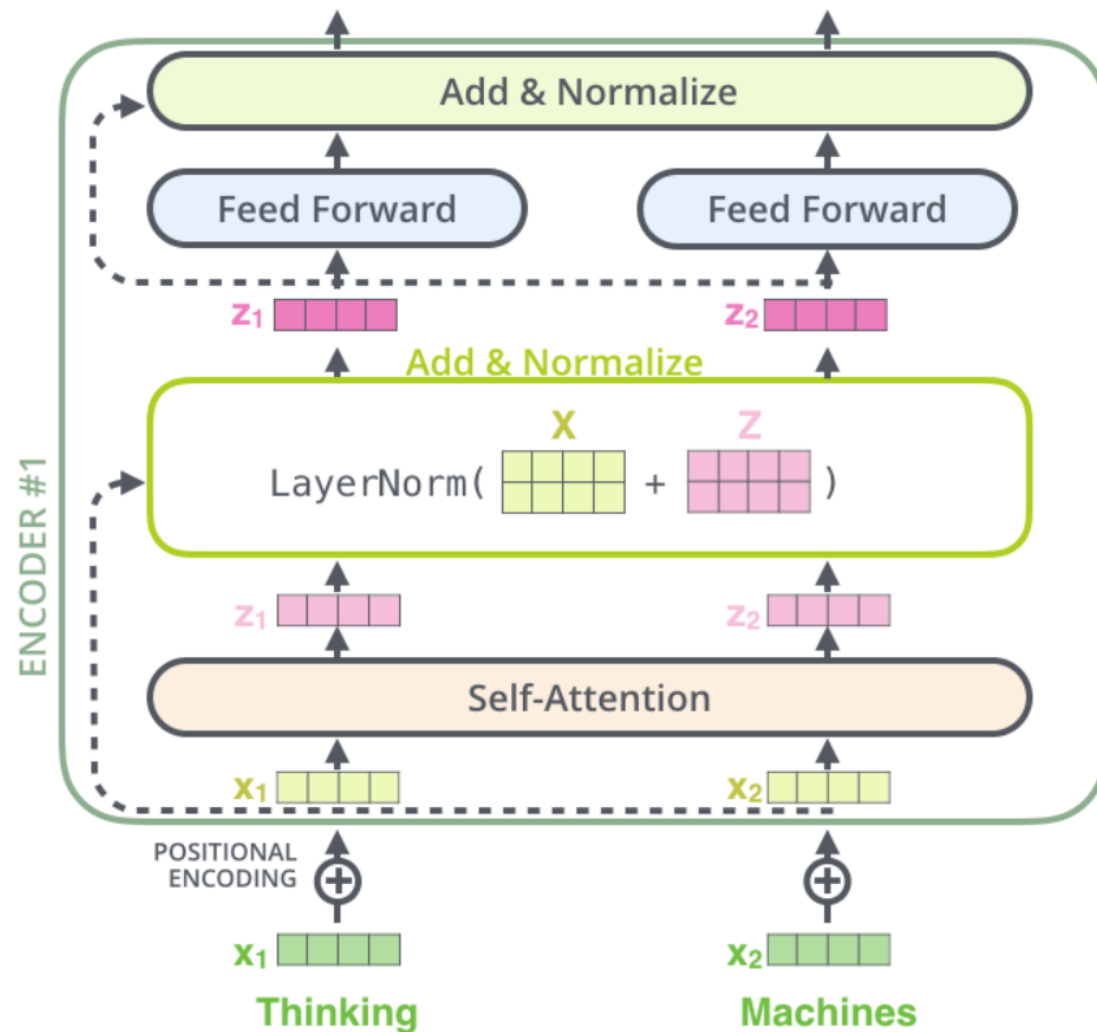 Add & Normalize
Feed Forward Feed Forward
z1 z2
Add & Normalize
X Z
LayerNorm( + )
ENCODER #1
z1 z2
Self-Attention
x1 x2
POSITIONAL
ENCODING
x1 x2
Thinking Machines